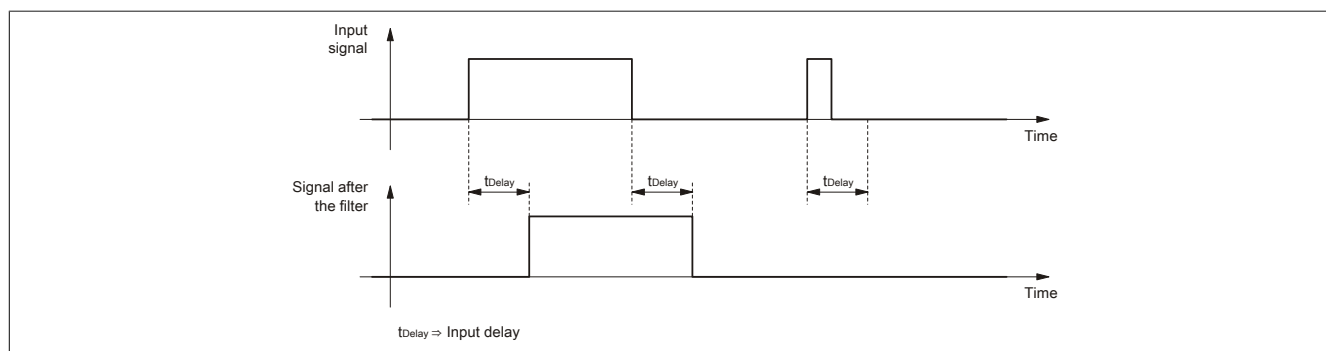 Input
signal
Time
tDelay
tDelay
tDelay
Signal after
the filter
Time
tDelay ⇒ Input delay